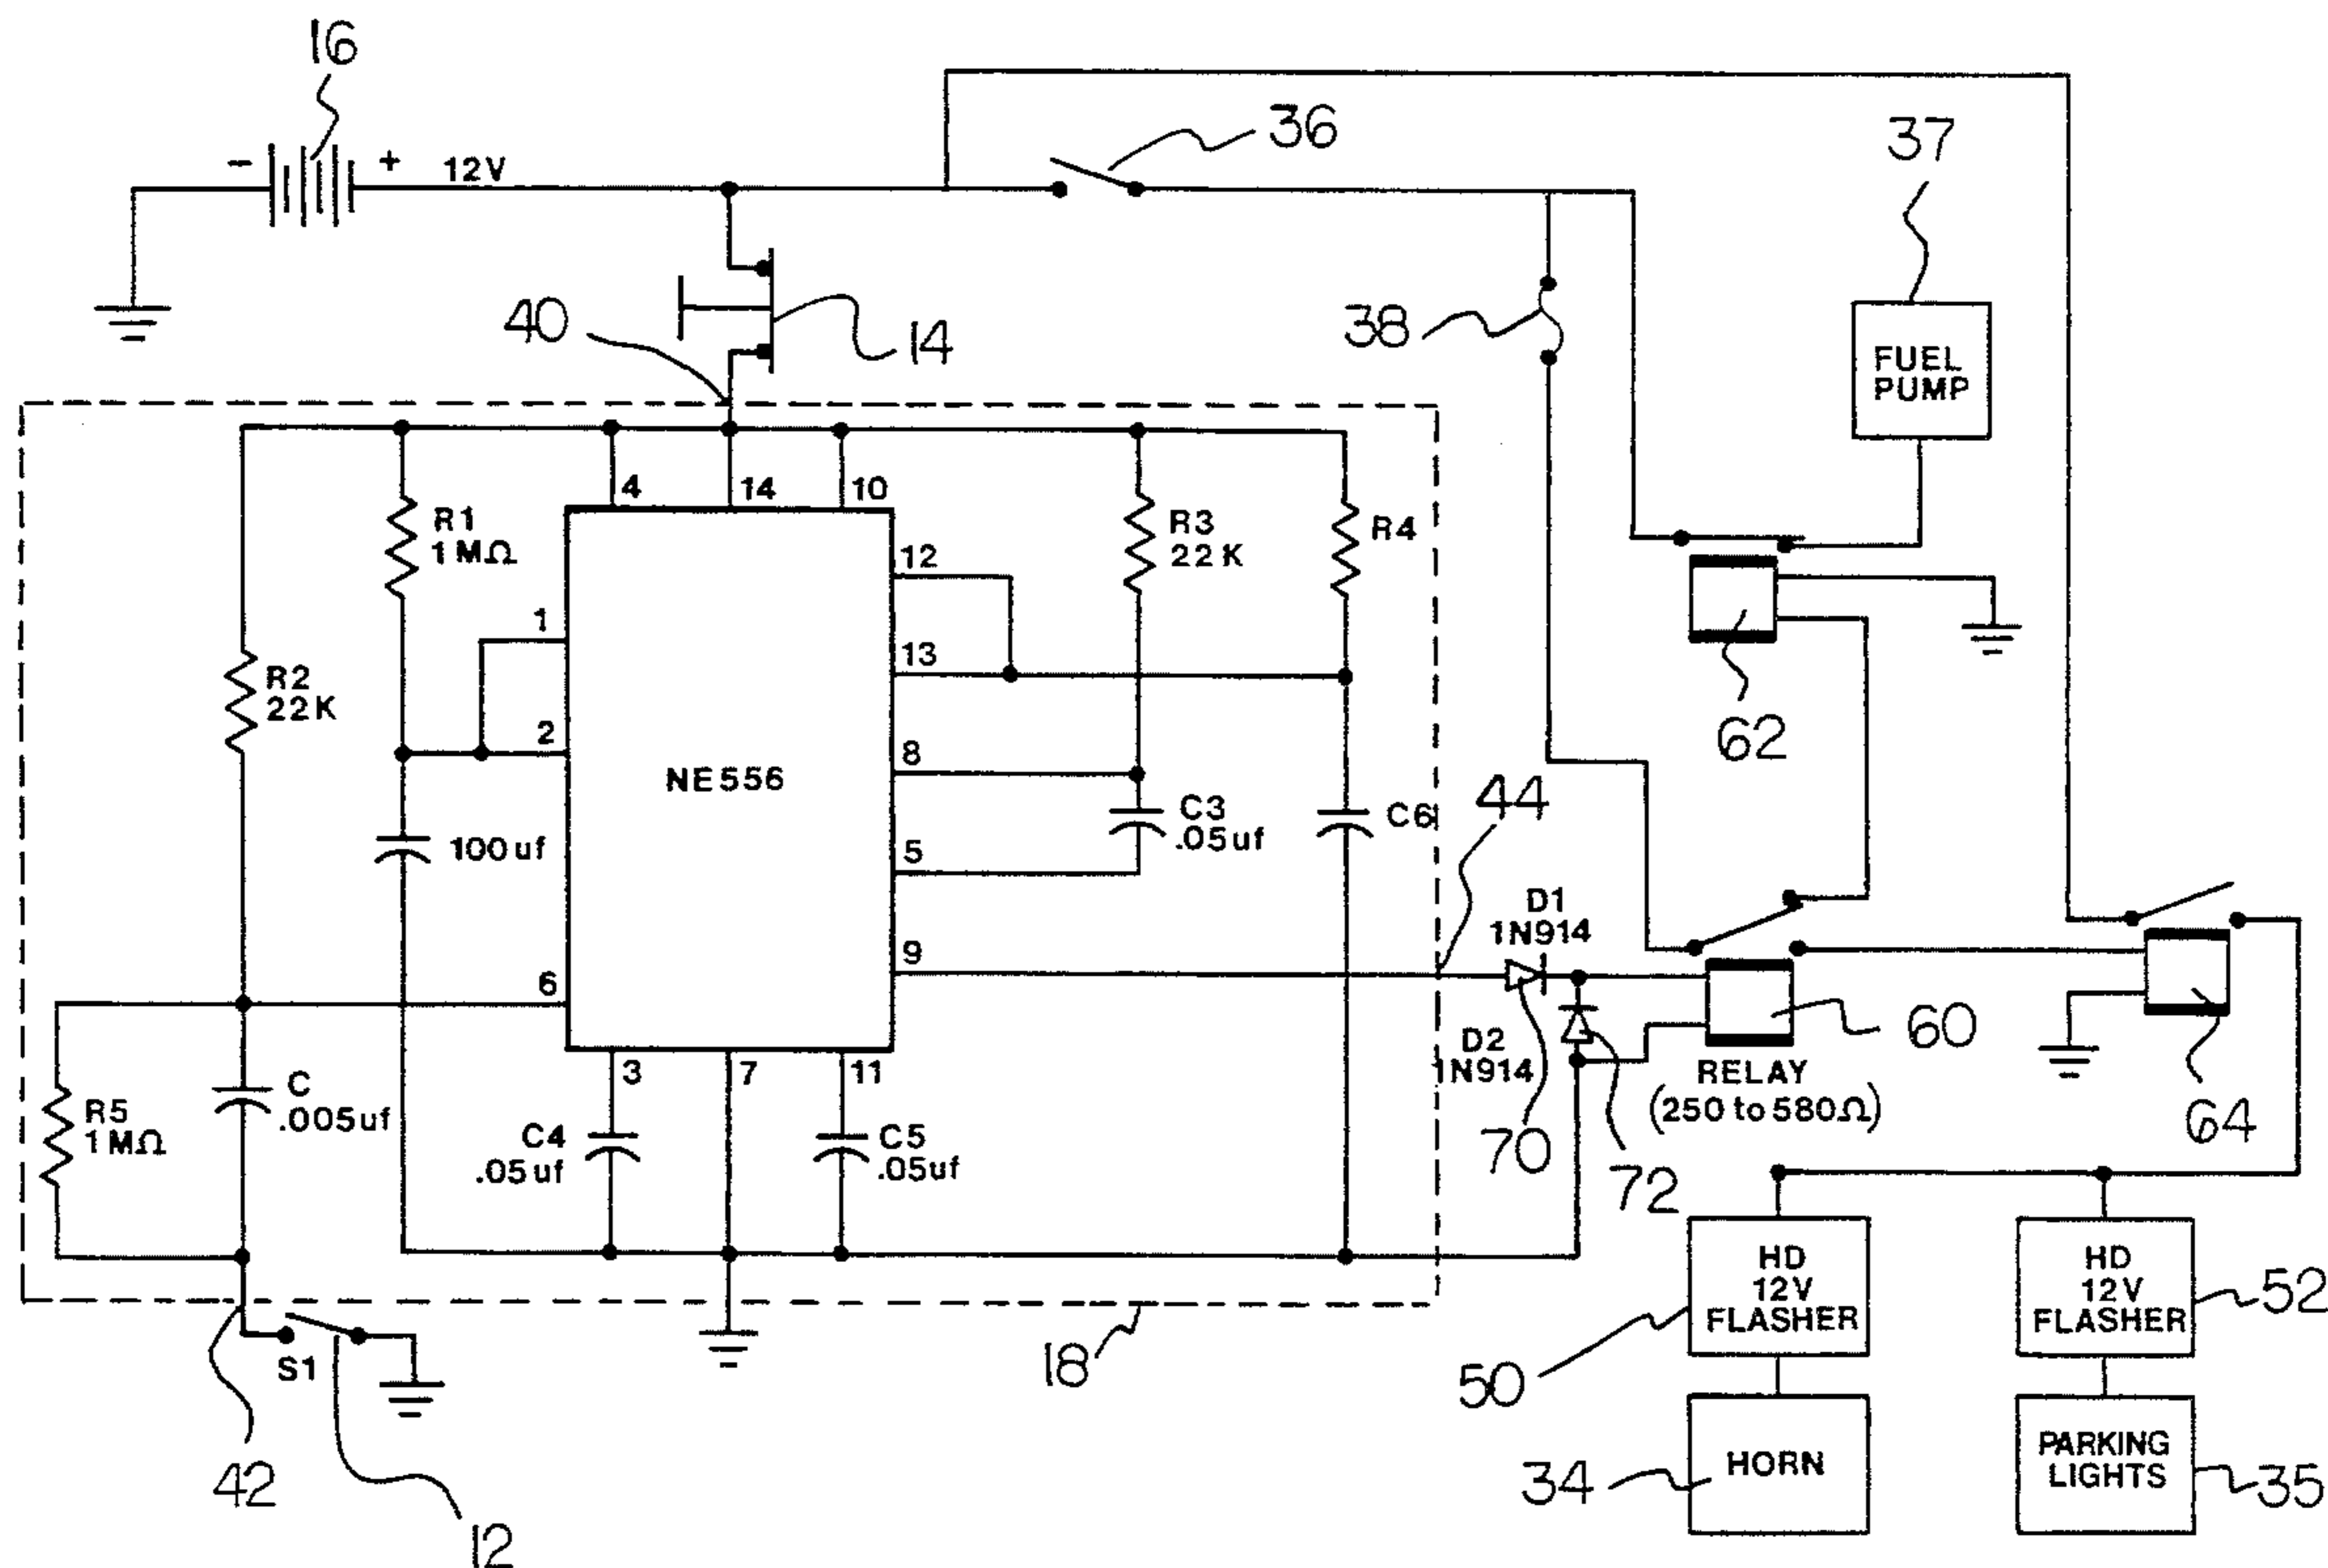 16
- + 12V
36
37
40
14
38
FUEL
PUMP
4 14 10
R1
1MΩ
12
R3
22K
R4
1
13
R2
22K
2
8
62
NE556
44
C3
.05uf
C6
100uf
5
D1
1N914
9
6
60
D2
1N914
3 7 11
RELAY
(250 to 580Ω)
64
C
.005uf
R5
1MΩ
C4
.05uf
C5
.05uf
70
72
HD
12V
FLASHER
HD
12V
FLASHER
52
S1
18
50
42
HORN
34
PARKING
LIGHTS
35
12